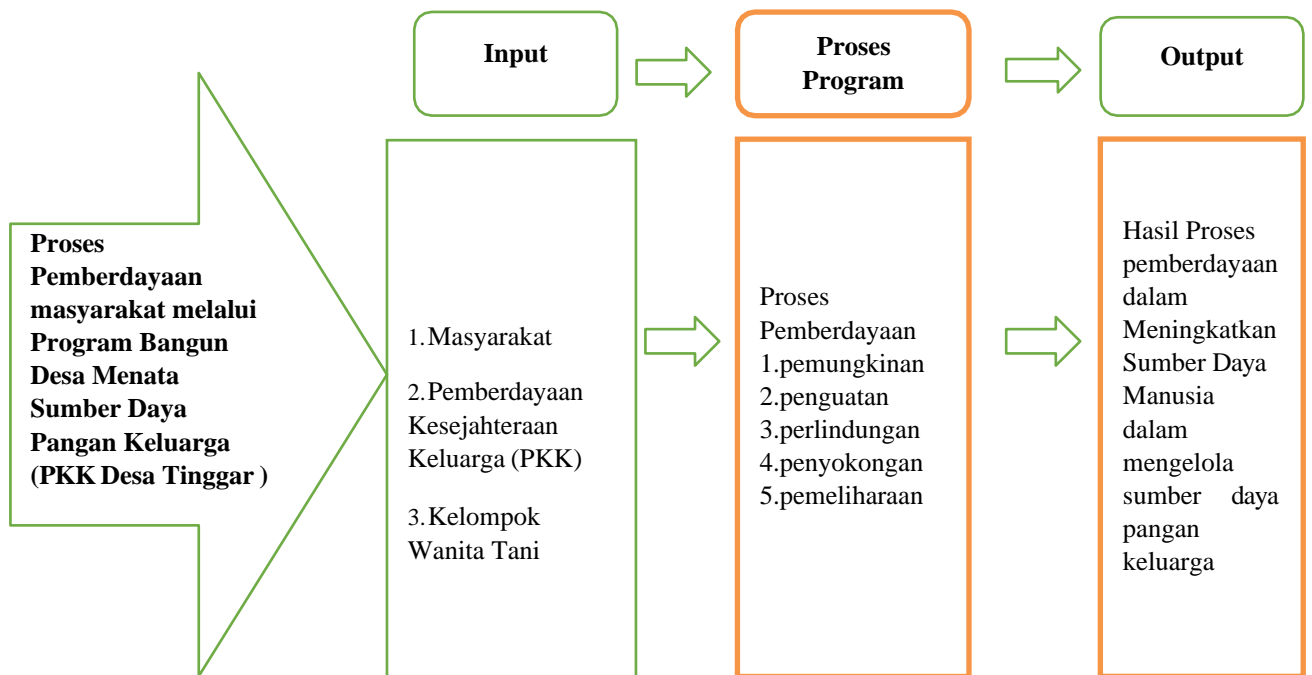 Input
Proses
Program
Output
Proses
Pemberdayaan
masyarakat melalui
Program Bangun
Desa Menata
Sumber Daya
Pangan Keluarga
(PKK Desa Tinggar )
1.Masyarakat
2.Pemberdayaan
Kesejahteraan
Keluarga (PKK)
3.Kelompok
Wanita Tani
Proses
Pemberdayaan
1.pemungkinan
2.penguatan
3.perlindungan
4.penyokongan
5.pemeliharaan
Hasil Proses
pemberdayaan
dalam
Meningkatkan
Sumber Daya
Manusia
dalam
mengelola
sumber daya
pangan
keluarga